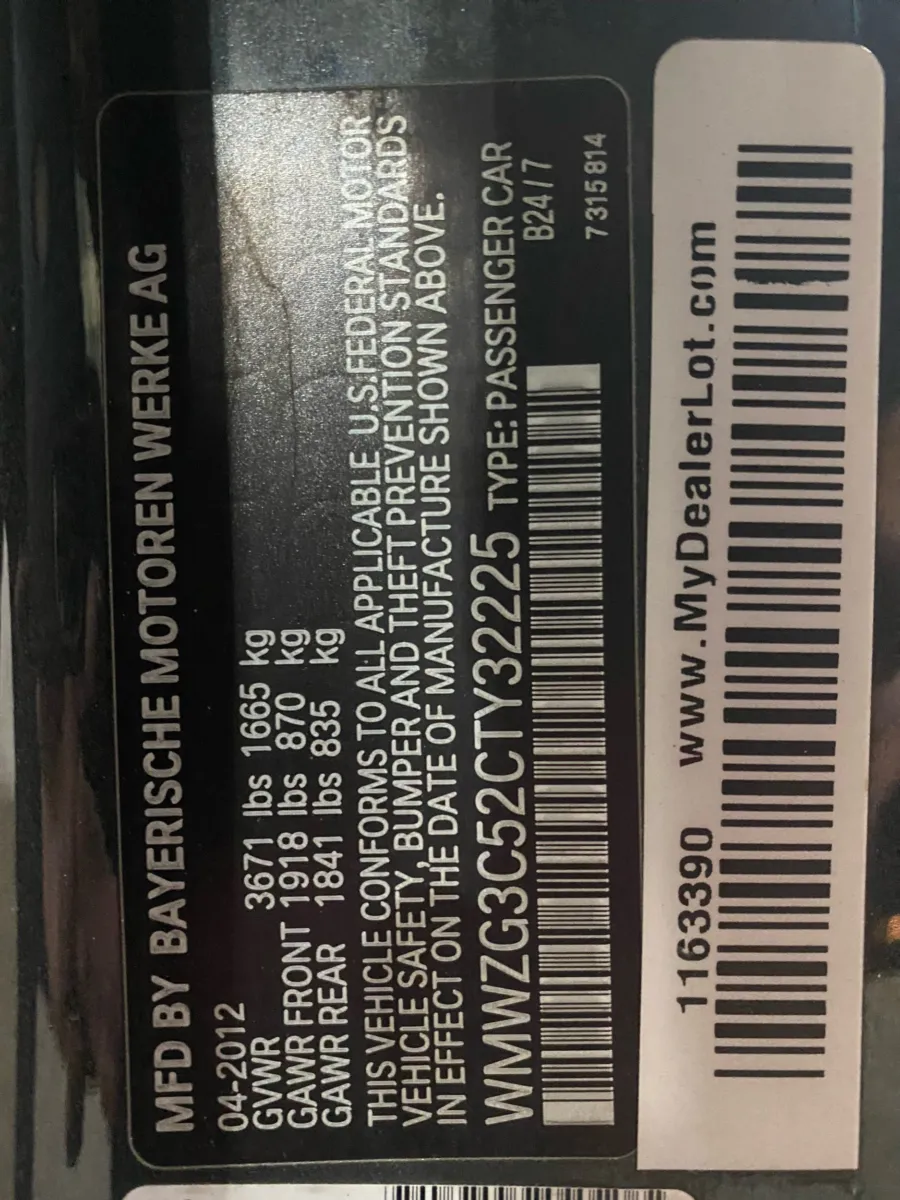 MFD BY BAYERISCHE MOTOREN WERKE AG
04-2012
GVWR 3671 lbs 1665 kg
GAWR FRONT 1918 lbs 870 kg
GAWR REAR 1841 lbs 835 kg
THIS VEHICLE CONFORMS TO ALL APPLICABLE U.S.FEDERAL MOTOR
VEHICLE SAFETY, BUMPER AND THEFT PREVENTION STANDARDS
IN EFFECT ON THE DATE OF MANUFACTURE SHOWN ABOVE.
WMWZG3C52CTY32225 TYPE: PASSENGER CAR
B24/7
7 315 814
1163390 www.MyDealerLot.com